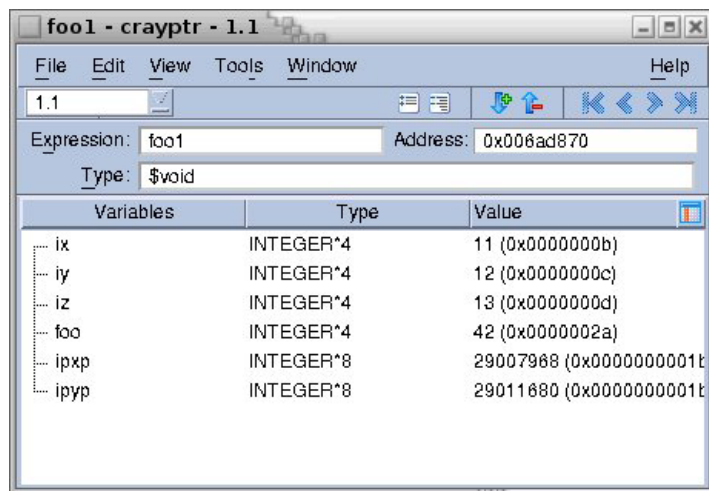 foo1 - crayptr - 1.1
File Edit View Tools Window Help
1.1
Expression: foo1 Address: 0x006ad870
Type: $void
Variables Type Value
ix INTEGER*4 11 (0x0000000b)
iy INTEGER*4 12 (0x0000000c)
iz INTEGER*4 13 (0x0000000d)
foo INTEGER*4 42 (0x0000002a)
ipxp INTEGER*8 29007968 (0x0000000001b
ipyp INTEGER*8 29011680 (0x0000000001b